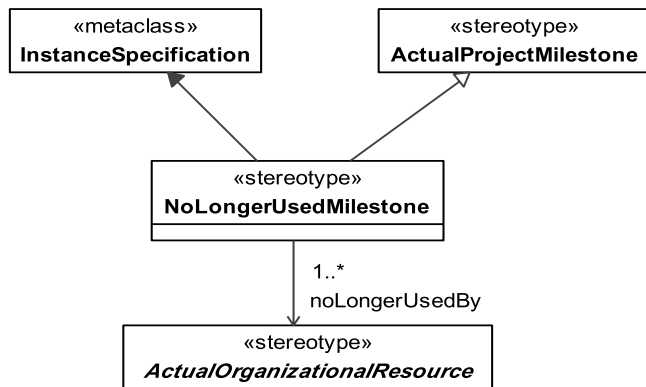 «metaclass»
InstanceSpecification
«stereotype»
ActualProjectMilestone
«stereotype»
NoLongerUsedMilestone
1..*
noLongerUsedBy
«stereotype»
ActualOrganizationalResource